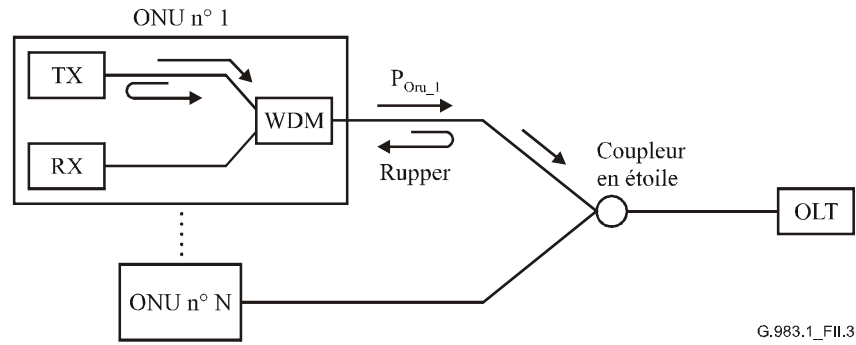 ONU n° 1
TX
RX
WDM
P_Oru_1
Rupper
Coupleur
en étoile
OLT
ONU n° N
G.983.1_FII.3